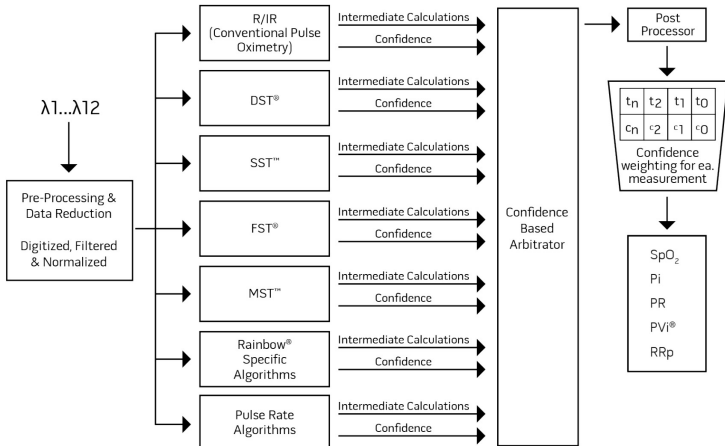 λ1...λ12
Pre-Processing &
Data Reduction
Digitized, Filtered
& Normalized
R/IR
(Conventional Pulse
Oximetry)
Intermediate Calculations
Confidence
DST®
Intermediate Calculations
Confidence
SST™
Intermediate Calculations
Confidence
FST®
Intermediate Calculations
Confidence
MST™
Intermediate Calculations
Confidence
Rainbow®
Specific
Algorithms
Intermediate Calculations
Confidence
Pulse Rate
Algorithms
Intermediate Calculations
Confidence
Confidence
Based
Arbitrator
Post
Processor
tn t2 t1 t0
cn c2 c1 c0
Confidence
weighting for ea.
measurement
SpO₂
Pi
PR
PVi®
RRp